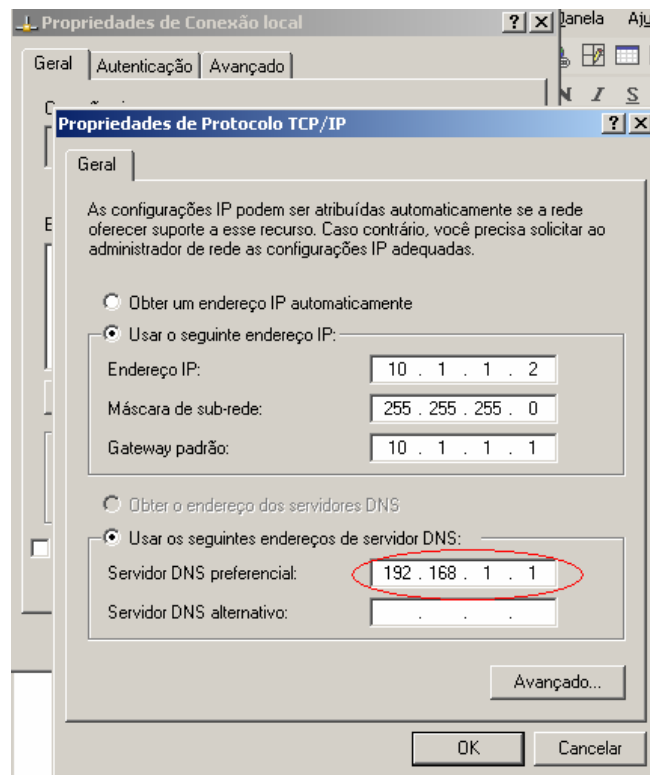 Propriedades de Conexão local
Janela Aju
Geral Autenticação Avançado
N I S
Propriedades de Protocolo TCP/IP
Geral
As configurações IP podem ser atribuídas automaticamente se a rede
oferecer suporte a esse recurso. Caso contrário, você precisa solicitar ao
administrador de rede as configurações IP adequadas.
Obter um endereço IP automaticamente
Usar o seguinte endereço IP:
Endereço IP: 10 . 1 . 1 . 2
Máscara de sub-rede: 255 . 255 . 255 . 0
Gateway padrão: 10 . 1 . 1 . 1
Obter o endereço dos servidores DNS
Usar os seguintes endereços de servidor DNS:
Servidor DNS preferencial: 192 . 168 . 1 . 1
Servidor DNS alternativo: . . .
Avançado...
OK Cancelar